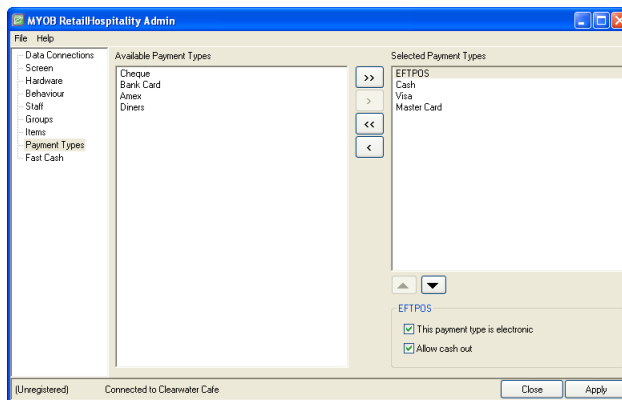 MYOB RetailHospitality Admin
File Help
Data Connections
Screen
Hardware
Behaviour
Staff
Groups
Items
Payment Types
Fast Cash
Available Payment Types
Cheque
Bank Card
Amex
Diners
>>
>
<<
<
Selected Payment Types
EFTPOS
Cash
Visa
Master Card
EFTPOS
This payment type is electronic
Allow cash out
(Unregistered) Connected to Clearwater Cafe Close Apply